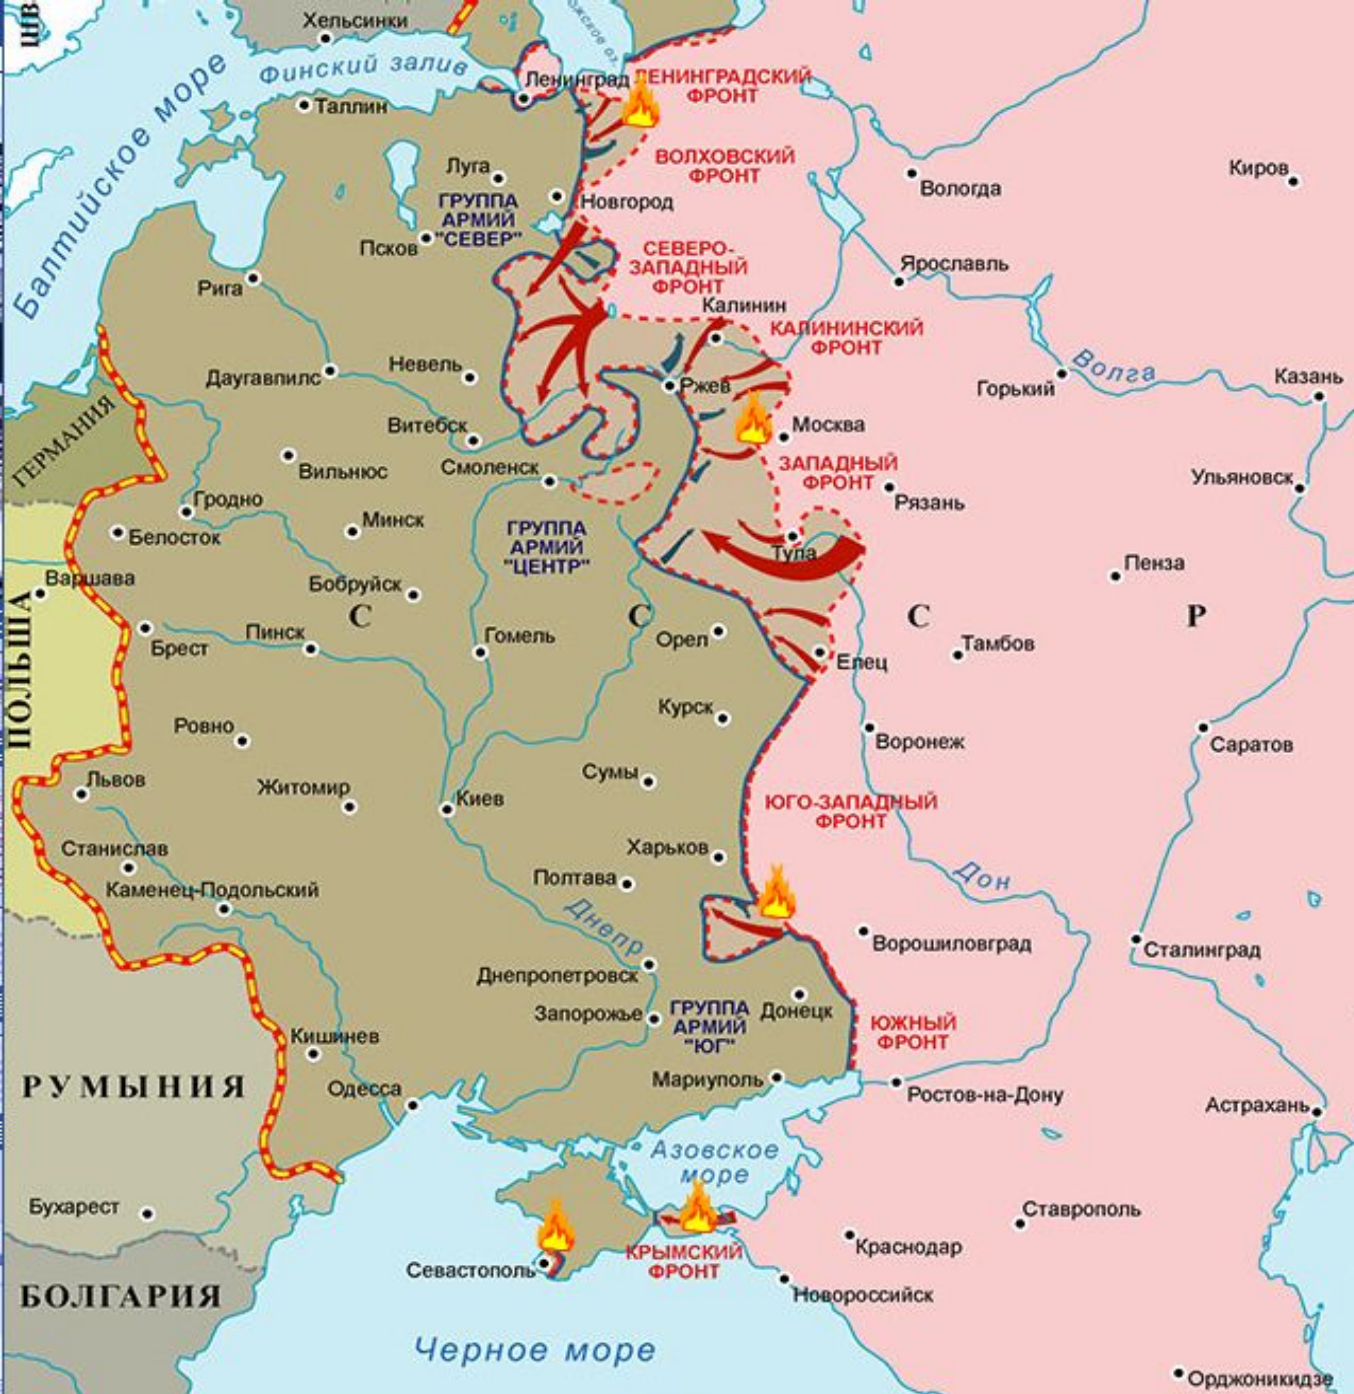 Хельсинки
Финский залив
Балтийское море
Таллин
Ленинград
ЛЕНИНГРАДСКИЙ
ФРОНТ
Луга
ВОЛХОВСКИЙ
ФРОНТ
Вологда
Киров
ГРУППА
АРМИЙ
"СЕВЕР"
Новгород
Псков
Рига
СЕВЕРО-
ЗАПАДНЫЙ
ФРОНТ
Ярославль
Калинин
КАЛИНИНСКИЙ
ФРОНТ
Даугавпилс
Невель
Ржев
Горький
Волга
Казань
ГЕРМАНИЯ
Витебск
Москва
Вильнюс
Смоленск
ЗАПАДНЫЙ
ФРОНТ
Рязань
Ульяновск
Гродно
Белосток
Минск
ГРУППА
АРМИЙ
"ЦЕНТР"
Тула
Пенза
Варшава
Бобруйск
С
С
С
Р
ПОЛЬША
Брест
Пинск
Гомель
Орел
Елец
Тамбов
Ровно
Курск
Воронеж
Саратов
Львов
Житомир
Киев
Сумы
ЮГО-ЗАПАДНЫЙ
ФРОНТ
Станислав
Харьков
Каменец-Подольский
Полтава
Дон
Днепр
Ворошиловград
Сталинград
Днепропетровск
Запорожье
ГРУППА
АРМИЙ
"ЮГ"
Донецк
ЮЖНЫЙ
ФРОНТ
Кишинев
РУМЫНИЯ
Одесса
Мариуполь
Ростов-на-Дону
Астрахань
Азовское
море
Бухарест
Ставрополь
КРЫМСКИЙ
ФРОНТ
Краснодар
Севастополь
БОЛГАРИЯ
Новороссийск
Черное море
Орджоникидзе